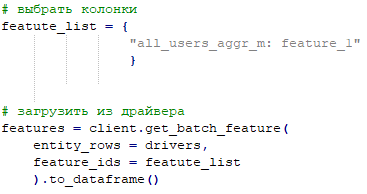 # выбрать колонки
featute_list = {
"all_users_aggr_m: feature_1"
}
# загрузить из драйвера
features = client.get_batch_feature(
entity_rows = drivers,
feature_ids = featute_list
).to_dataframe()